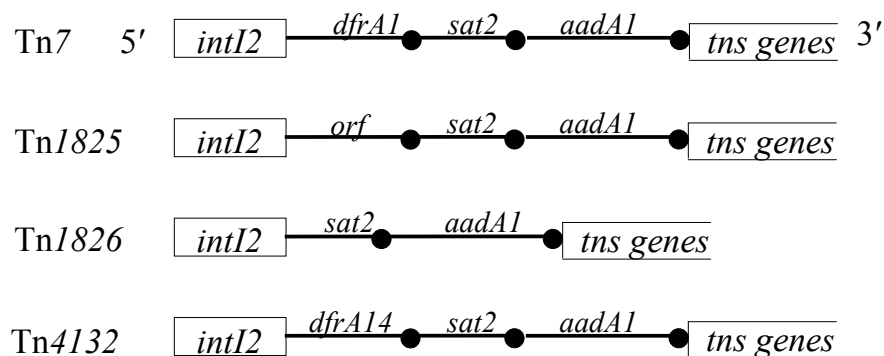 dfrA1 sat2 aadA1
Tn7 5′ intI2 tns genes 3′
orf sat2 aadA1
Tn1825 intI2 tns genes
sat2 aadA1
Tn1826 intI2 tns genes
dfrA14 sat2 aadA1
Tn4132 intI2 tns genes